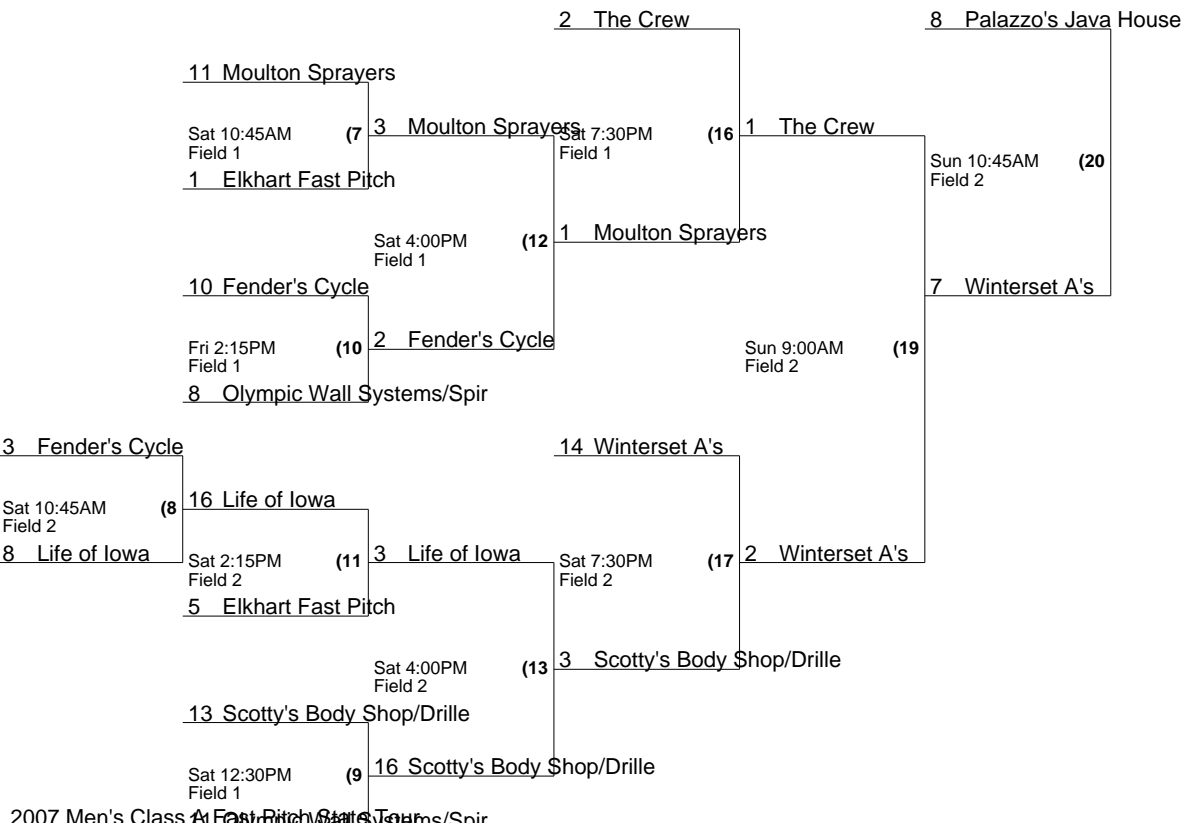 2 The Crew
8 Palazzo's Java House
11 Moulton Sprayers
Sat 10:45AM (7
Field 1
3 Moulton Sprayers
Sat 7:30PM (16
Field 1
1 The Crew
1 Elkhart Fast Pitch
Sun 10:45AM (20
Field 2
Sat 4:00PM (12
Field 1
1 Moulton Sprayers
10 Fender's Cycle
7 Winterset A's
Fri 2:15PM (10
Field 1
2 Fender's Cycle
Sun 9:00AM (19
Field 2
8 Olympic Wall Systems/Spir
3 Fender's Cycle
14 Winterset A's
Sat 10:45AM (8
Field 2
16 Life of Iowa
8 Life of Iowa
Sat 2:15PM (11
Field 2
3 Life of Iowa
Sat 7:30PM (17
Field 2
2 Winterset A's
5 Elkhart Fast Pitch
Sat 4:00PM (13
Field 2
3 Scotty's Body Shop/Drille
13 Scotty's Body Shop/Drille
Sat 12:30PM (9
Field 1
16 Scotty's Body Shop/Drille
2007 Men's Class A Fast Pitch State Tour
Olympic Wall Systems/Spir